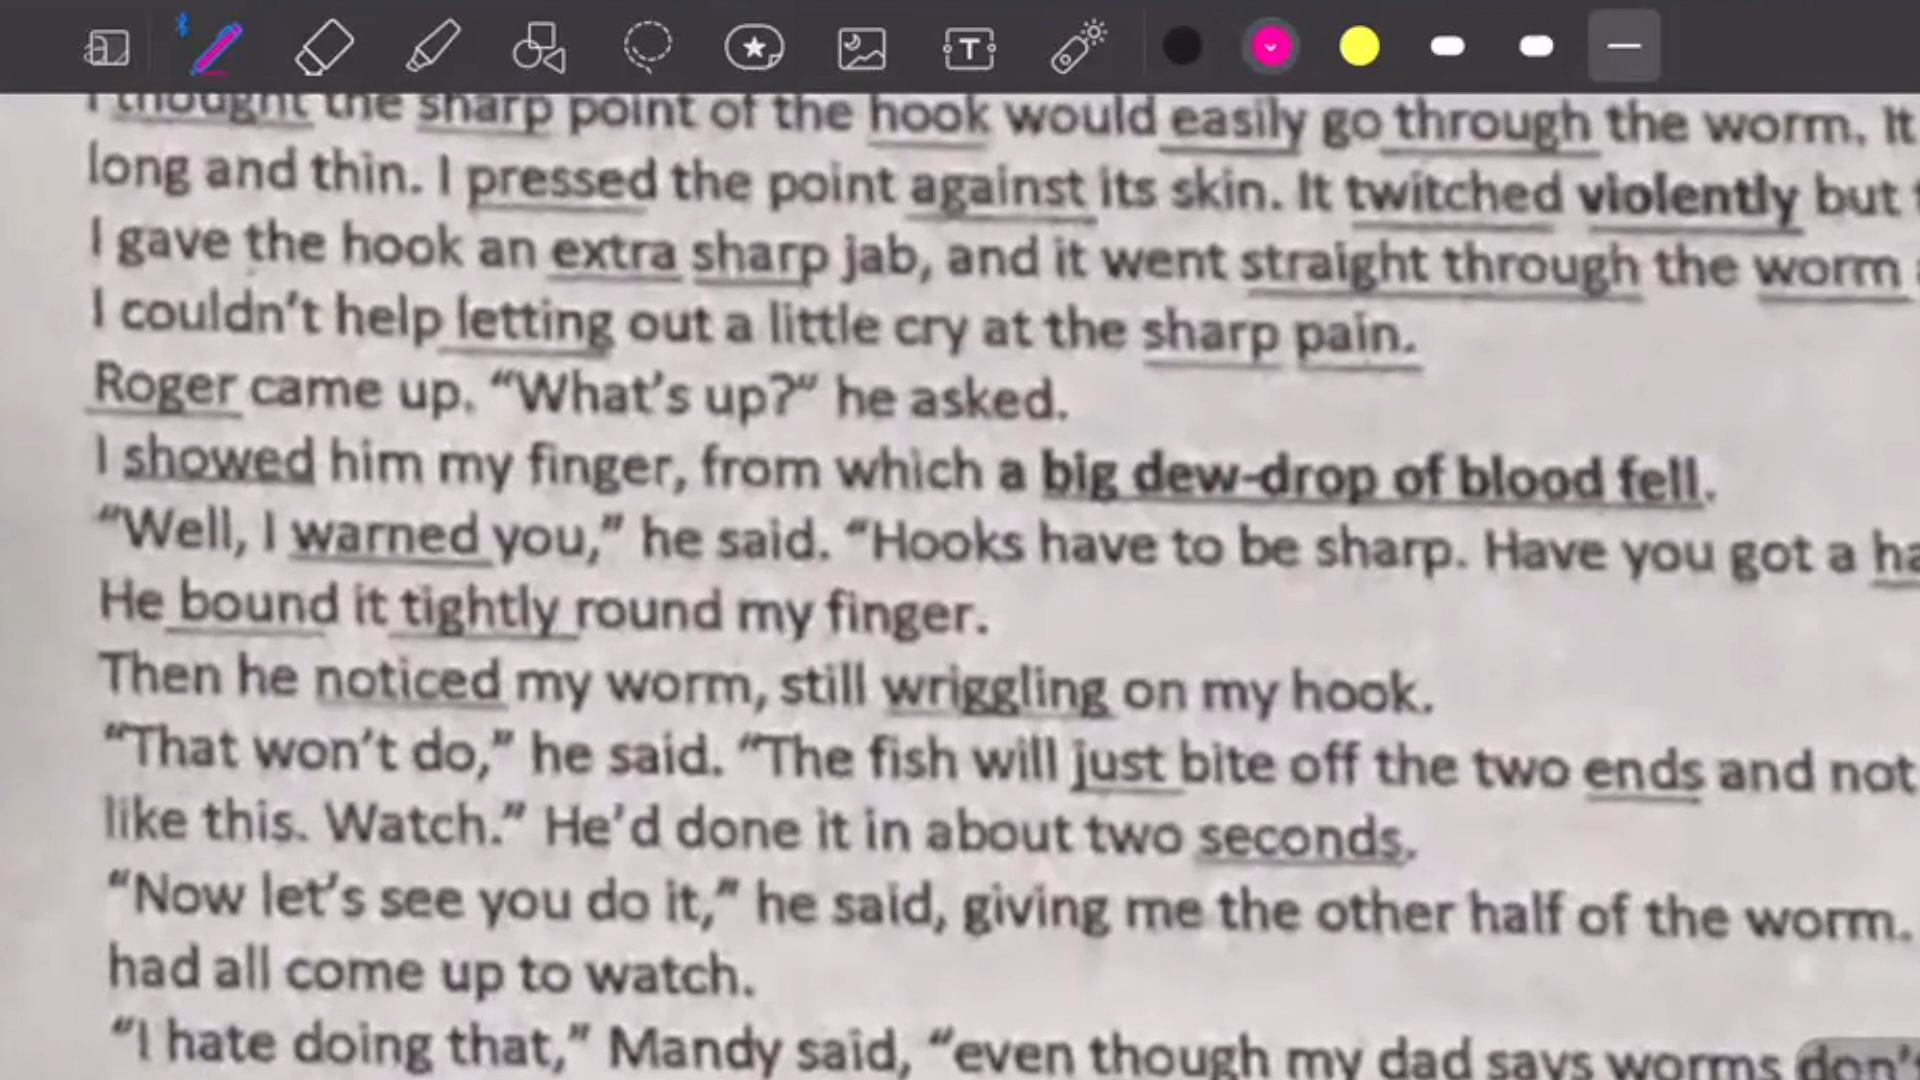 I thought the sharp point of the hook would easily go through the worm. It
long and thin. I pressed the point against its skin. It twitched violently but
I gave the hook an extra sharp jab, and it went straight through the worm
I couldn't help letting out a little cry at the sharp pain.
Roger came up. “What's up?” he asked.
I showed him my finger, from which a big dew-drop of blood fell.
“Well, I warned you,” he said. “Hooks have to be sharp. Have you got a
He bound it tightly round my finger.
Then he noticed my worm, still wriggling on my hook.
“That won't do,” he said. “The fish will just bite off the two ends and not
like this. Watch.” He'd done it in about two seconds.
“Now let's see you do it,” he said, giving me the other half of the worm.
had all come up to watch.
“I hate doing that,” Mandy said, “even though my dad says worms don't